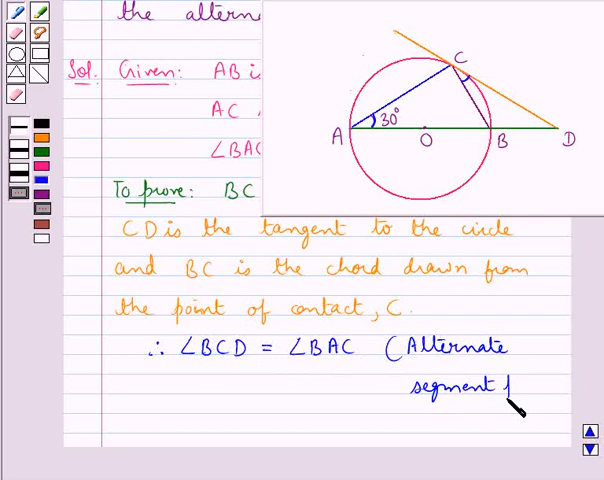 the alterna
Sol. Given: AB i
AC
∠BAC
To prove: BC
C
30°
A
O
B
D
CD is the tangent to the circle
and BC is the chord drawn from
the point of contact, C.
∴ ∠BCD = ∠BAC (Alternate
segment